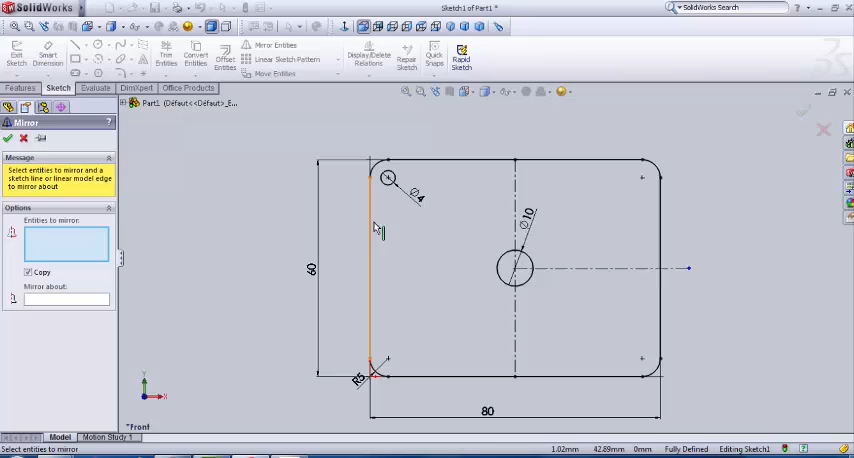 SolidWorks
Sketch1 of Part1 *
SolidWorks Search
Exit Sketch
Smart Dimension
Trim Entities
Convert Entities
Offset Entities
Mirror Entities
Linear Sketch Pattern
Move Entities
Display/Delete Relations
Repair Sketch
Quick Snaps
Rapid Sketch
Features
Sketch
Evaluate
DimXpert
Office Products
Part1 (Défaut<<Défaut>_E...
Mirror
?
Message
Select entities to mirror and a sketch line or linear model edge to mirror about
Options
Entities to mirror:
Copy
Mirror about:
Ø4
Ø10
60
R5
80
Y
X
*Front
Model
Motion Study 1
Select entities to mirror
1.02mm
42.89mm
0mm
Fully Defined
Editing Sketch1